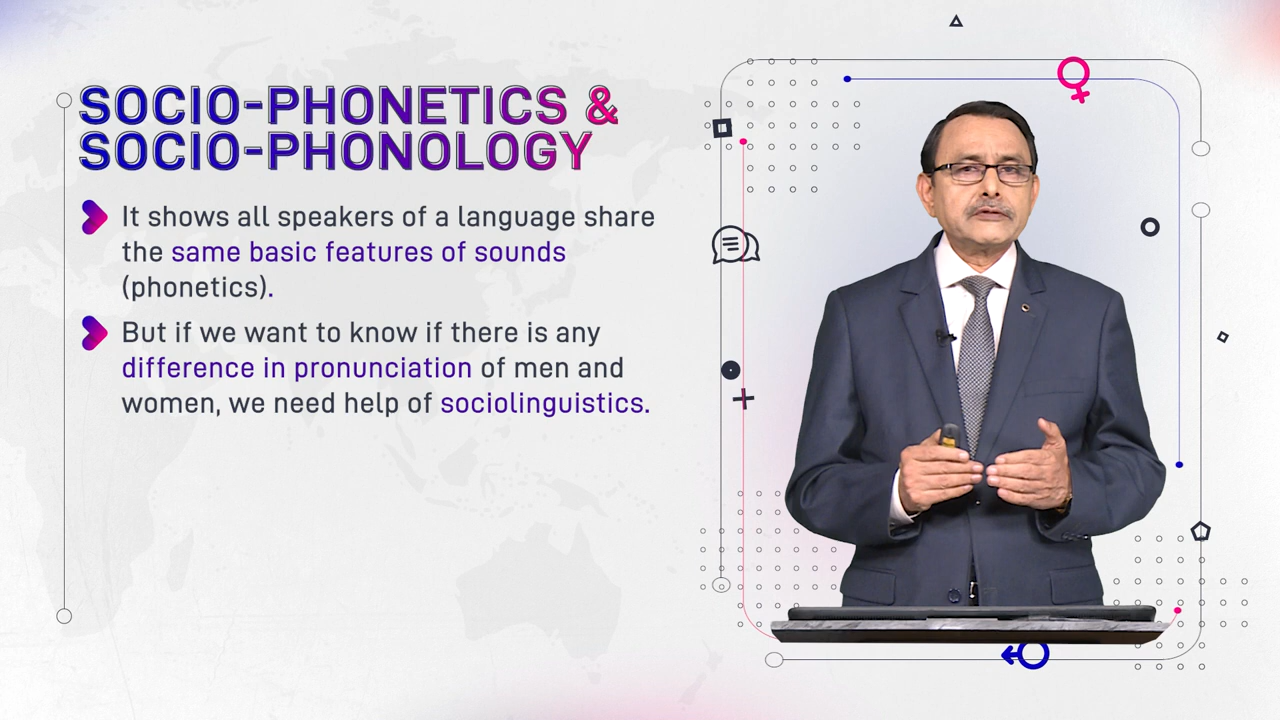 SOCIO-PHONETICS &
SOCIO-PHONOLOGY
It shows all speakers of a language share
the same basic features of sounds
(phonetics).
But if we want to know if there is any
difference in pronunciation of men and
women, we need help of sociolinguistics.